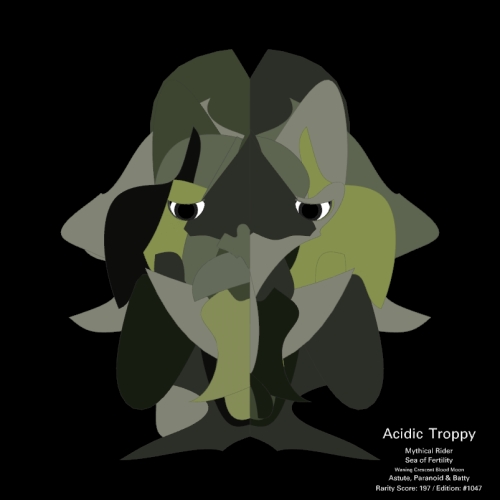 Acidic Troppy
Mythical Rider
Sea of Fertility
Waning Crescent Blood Moon
Astute, Paranoid & Batty
Rarity Score: 197 / Edition: #1047